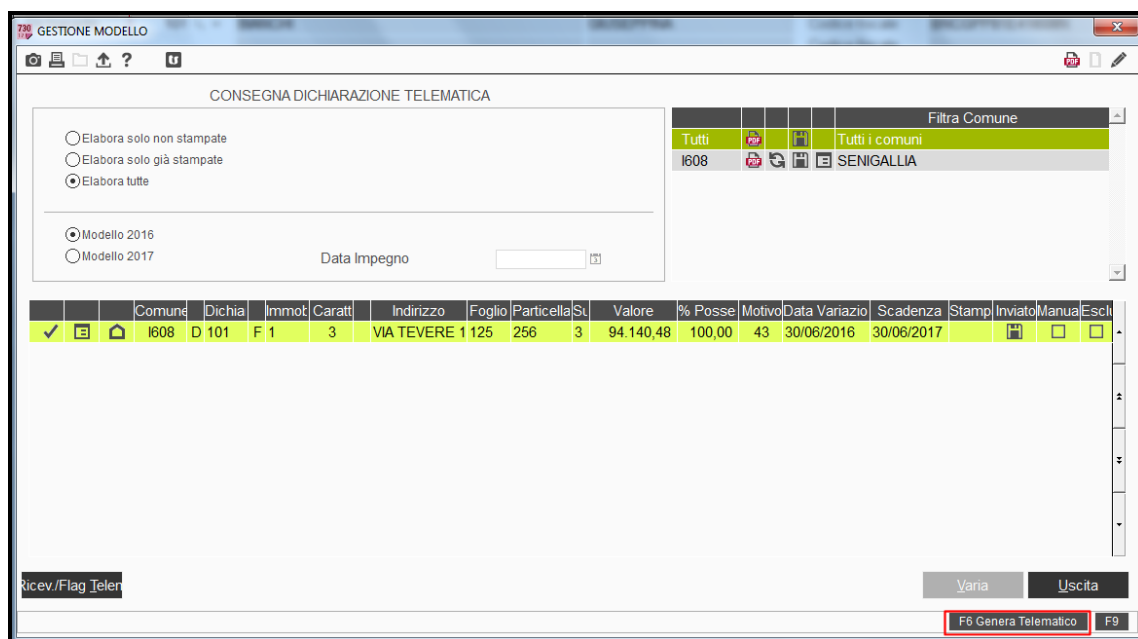 730 GESTIONE MODELLO
CONSEGNA DICHIARAZIONE TELEMATICA
Elabora solo non stampate
Elabora solo già stampate
Elabora tutte
Modello 2016
Modello 2017
Data Impegno
Filtra Comune
Tutti PDF Tutti i comuni
I608 PDF SENIGALLIA
Comune Dichia Immot Caratt Indirizzo Foglio Particella Su Valore % Posse Motivo Data Variazio Scadenza Stamp Inviato Manua Esclu
I608 D 101 F 1 3 VIA TEVERE 1 125 256 3 94.140,48 100,00 43 30/06/2016 30/06/2017
Ricev./Flag Telen
Varia Uscita
F6 Genera Telematico F9